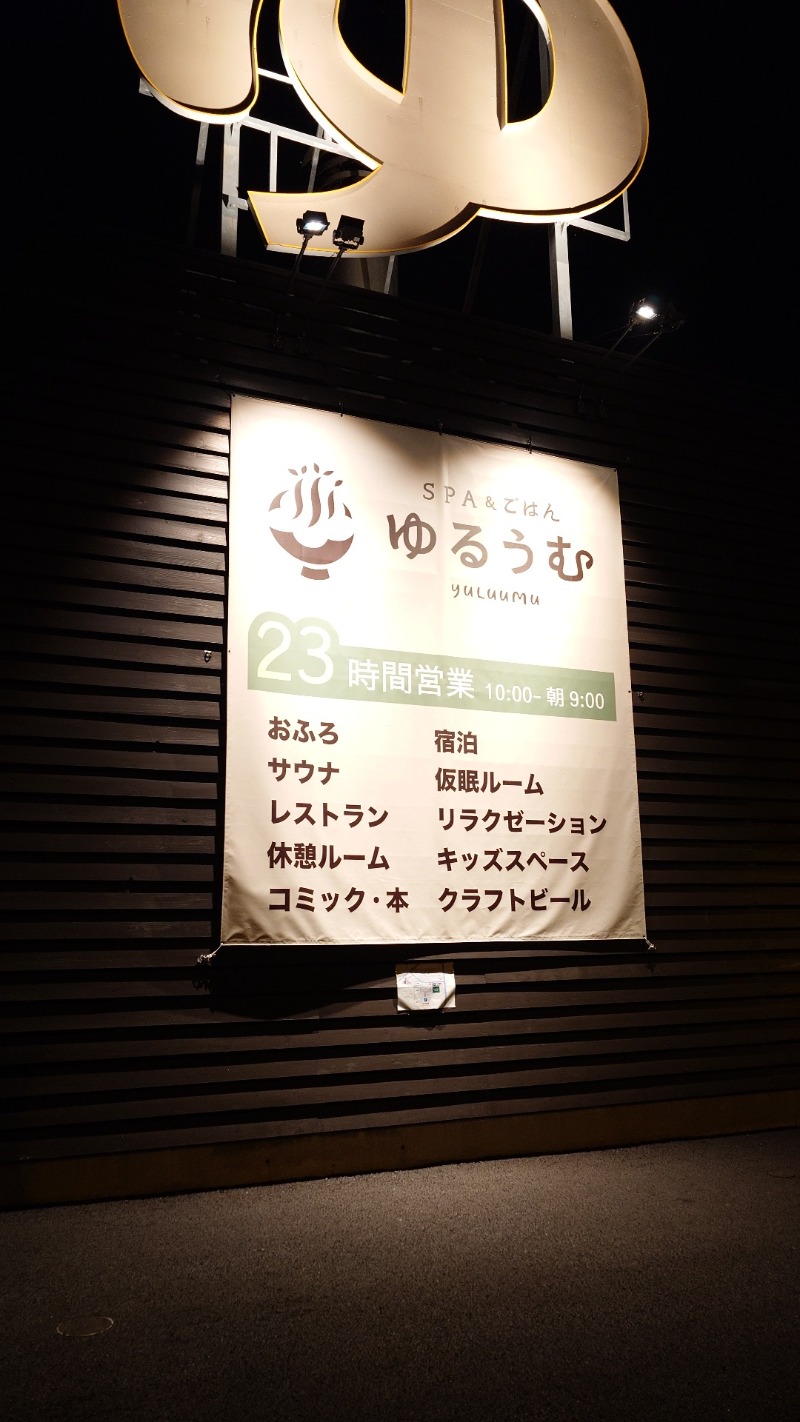 ゆ
SPA&ごはん
ゆるうむ
yuLuuMu
23時間営業 10:00-朝9:00
おふろ
サウナ
レストラン
休憩ルーム
コミック・本
宿泊
仮眠ルーム
リラクゼーション
キッズスペース
クラフトビール